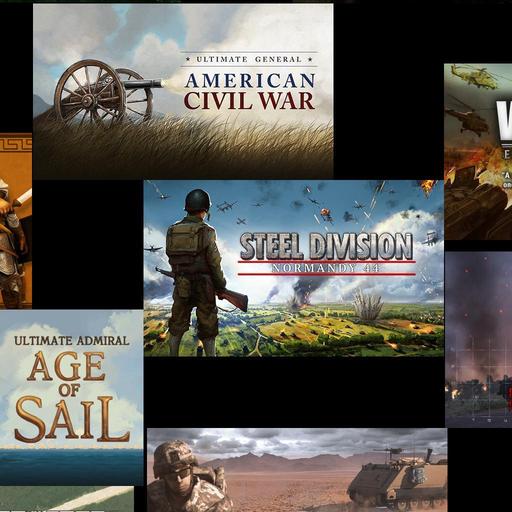 ★ ULTIMATE GENERAL ★
AMERICAN
CIVIL WAR
STEEL DIVISION
NORMANDY 44
ULTIMATE ADMIRAL
AGE
OF
SAIL